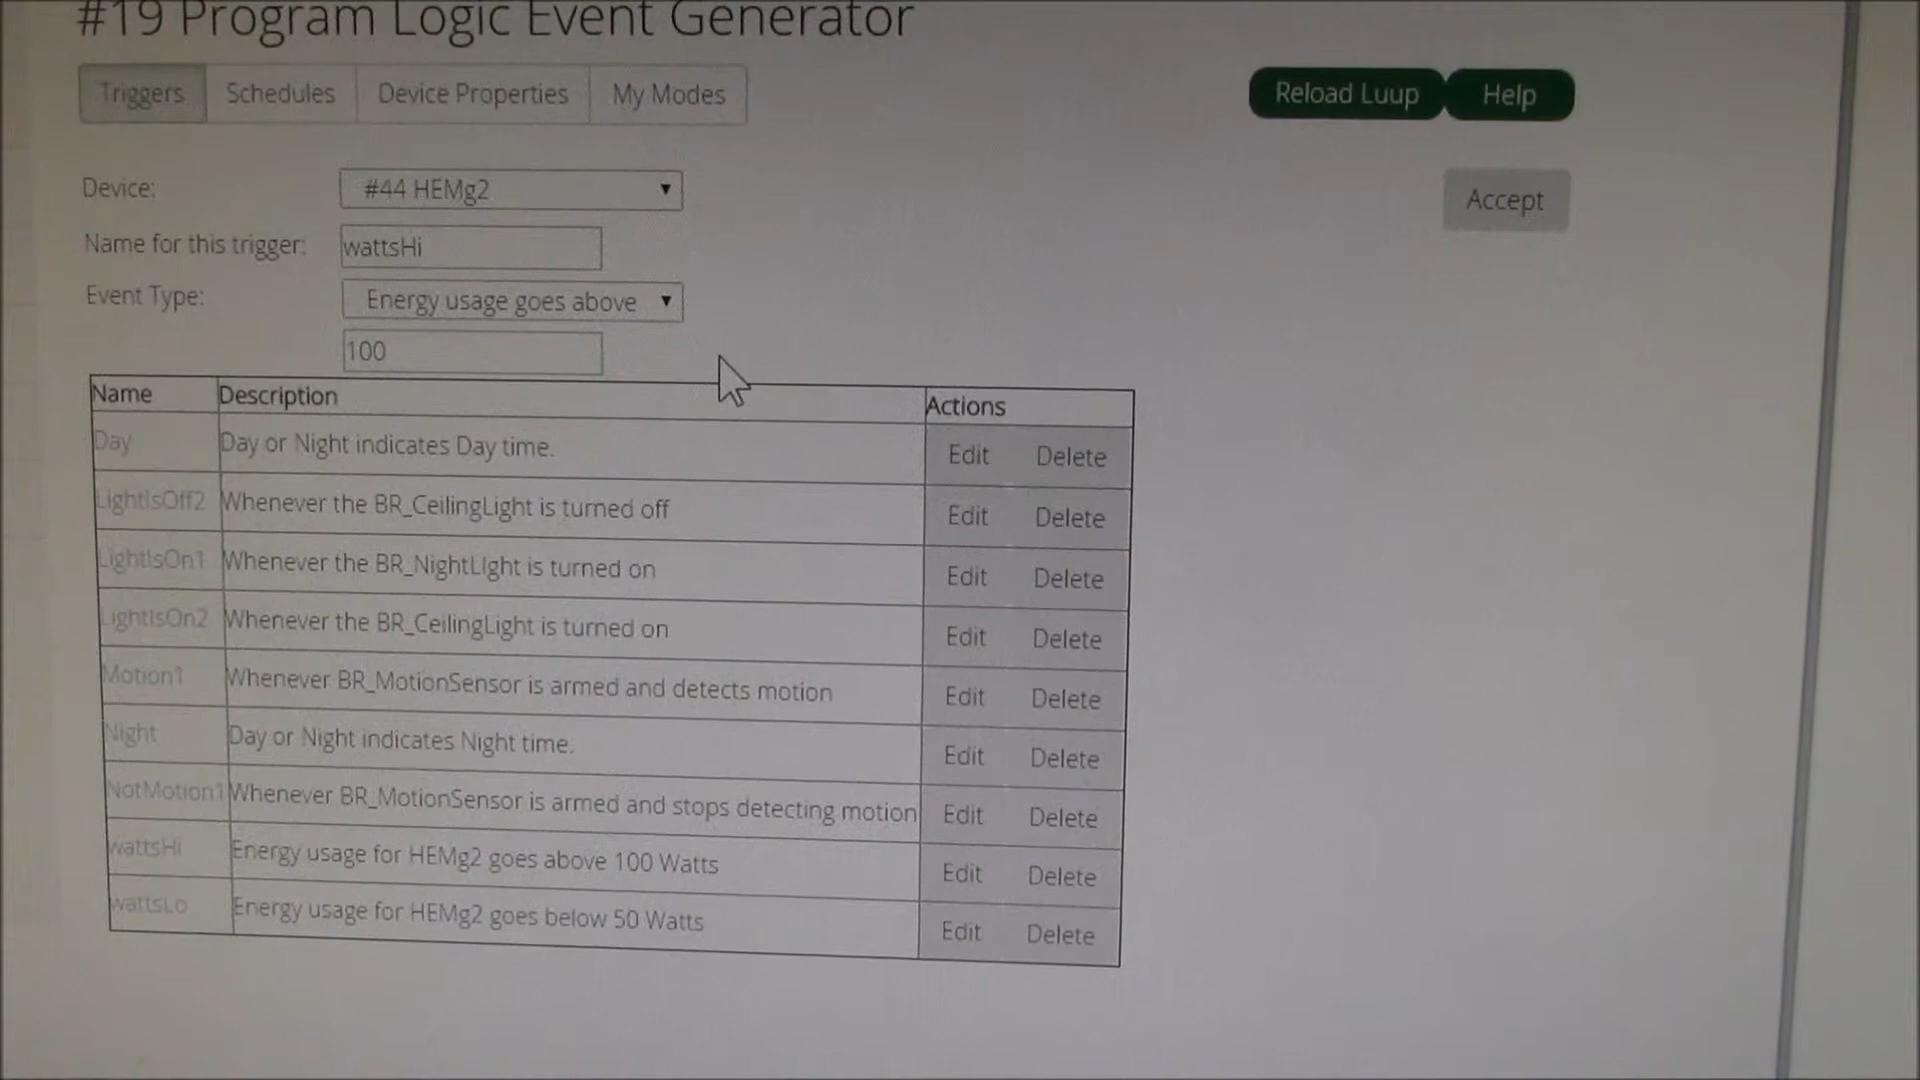 #19 Program Logic Event Generator
Triggers Schedules Device Properties My Modes Reload Luup Help
Device: #44 HEMg2 Accept
Name for this trigger: wattsHi
Event Type: Energy usage goes above
100
Name Description Actions
Day Day or Night indicates Day time. Edit Delete
LightIsOff2 Whenever the BR_CeilingLight is turned off Edit Delete
LightIsOn1 Whenever the BR_NightLIght is turned on Edit Delete
LightIsOn2 Whenever the BR_CeilingLight is turned on Edit Delete
Motion1 Whenever BR_MotionSensor is armed and detects motion Edit Delete
Night Day or Night indicates Night time. Edit Delete
NotMotion1 Whenever BR_MotionSensor is armed and stops detecting motion Edit Delete
wattsHi Energy usage for HEMg2 goes above 100 Watts Edit Delete
wattsLo Energy usage for HEMg2 goes below 50 Watts Edit Delete